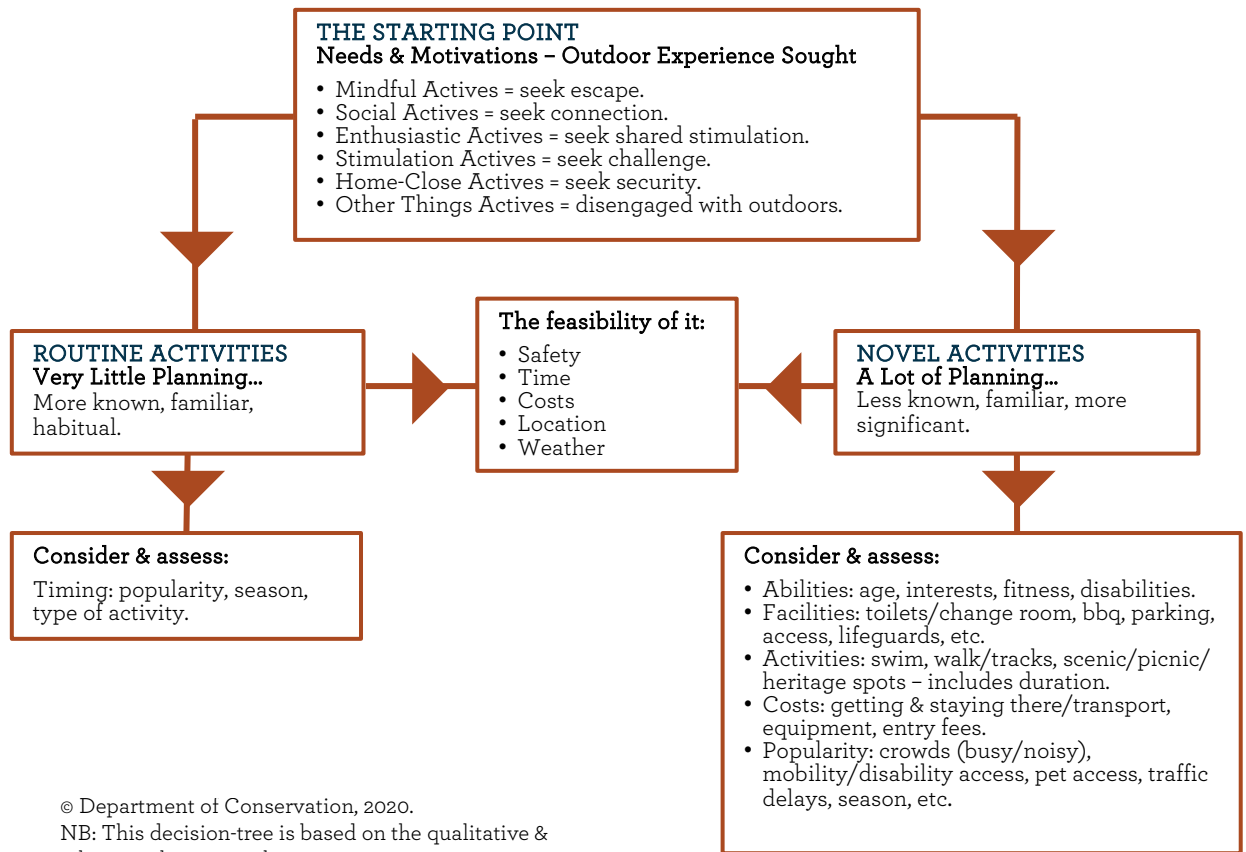 THE STARTING POINT
Needs & Motivations – Outdoor Experience Sought
• Mindful Actives = seek escape.
• Social Actives = seek connection.
• Enthusiastic Actives = seek shared stimulation.
• Stimulation Actives = seek challenge.
• Home-Close Actives = seek security.
• Other Things Actives = disengaged with outdoors.
ROUTINE ACTIVITIES
Very Little Planning...
More known, familiar,
habitual.
The feasibility of it:
• Safety
• Time
• Costs
• Location
• Weather
NOVEL ACTIVITIES
A Lot of Planning...
Less known, familiar, more
significant.
Consider & assess:
Timing: popularity, season,
type of activity.
Consider & assess:
• Abilities: age, interests, fitness, disabilities.
• Facilities: toilets/change room, bbq, parking,
access, lifeguards, etc.
• Activities: swim, walk/tracks, scenic/picnic/
heritage spots – includes duration.
• Costs: getting & staying there/transport,
equipment, entry fees.
• Popularity: crowds (busy/noisy),
mobility/disability access, pet access, traffic
delays, season, etc.
© Department of Conservation, 2020.
NB: This decision-tree is based on the qualitative &